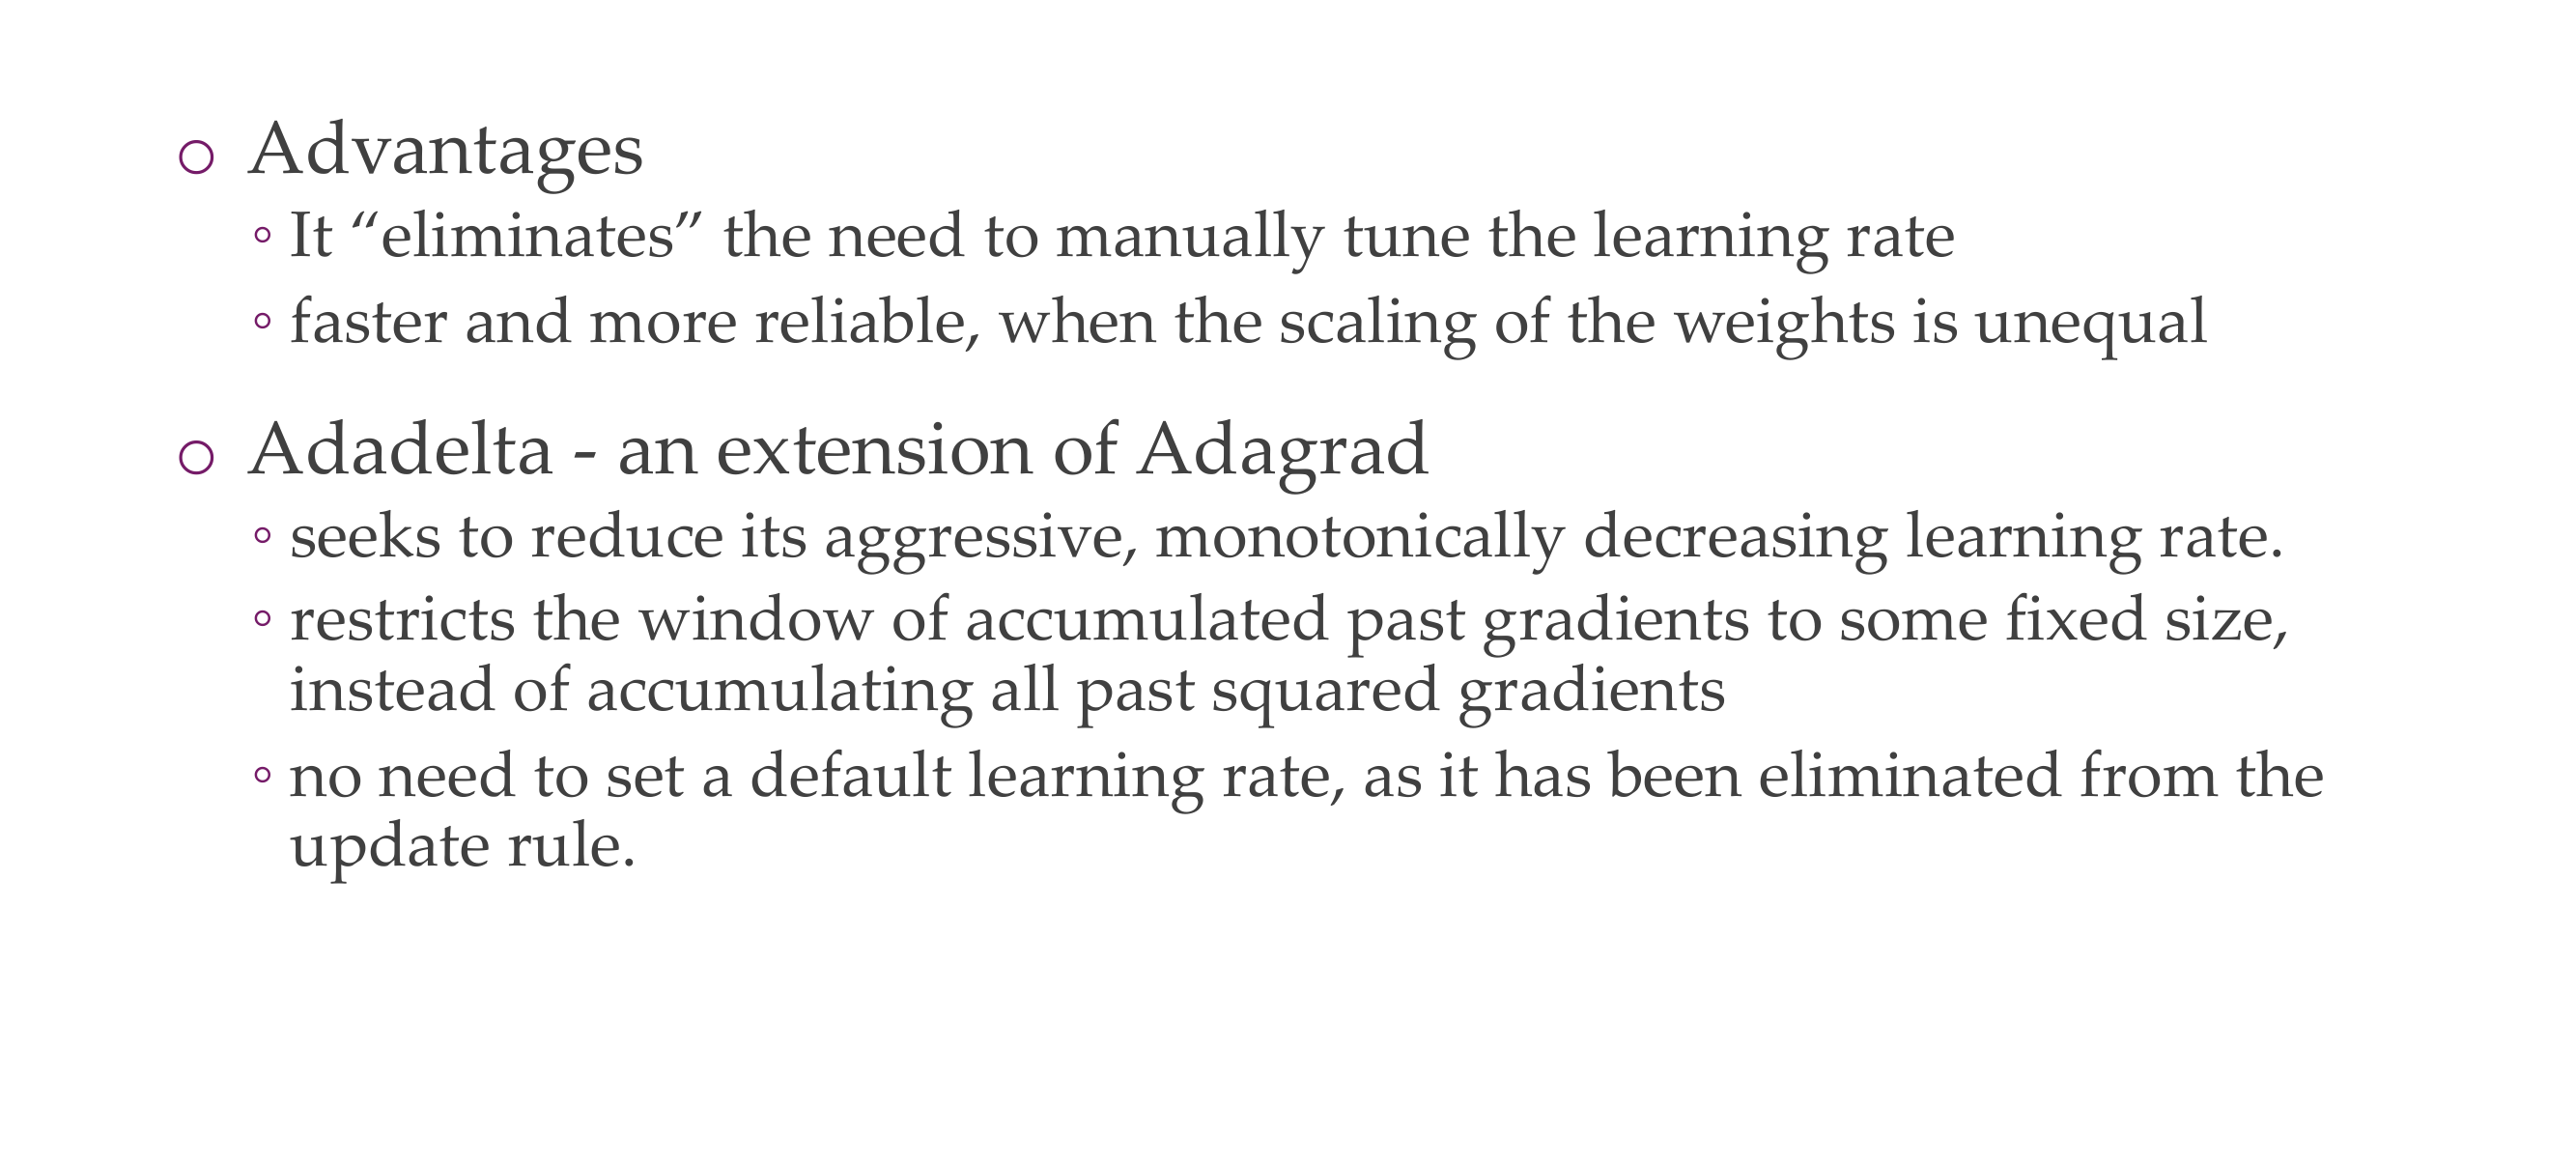 Advantages
It “eliminates” the need to manually tune the learning rate
faster and more reliable, when the scaling of the weights is unequal
Adadelta - an extension of Adagrad
seeks to reduce its aggressive, monotonically decreasing learning rate.
restricts the window of accumulated past gradients to some fixed size,
instead of accumulating all past squared gradients
no need to set a default learning rate, as it has been eliminated from the
update rule.